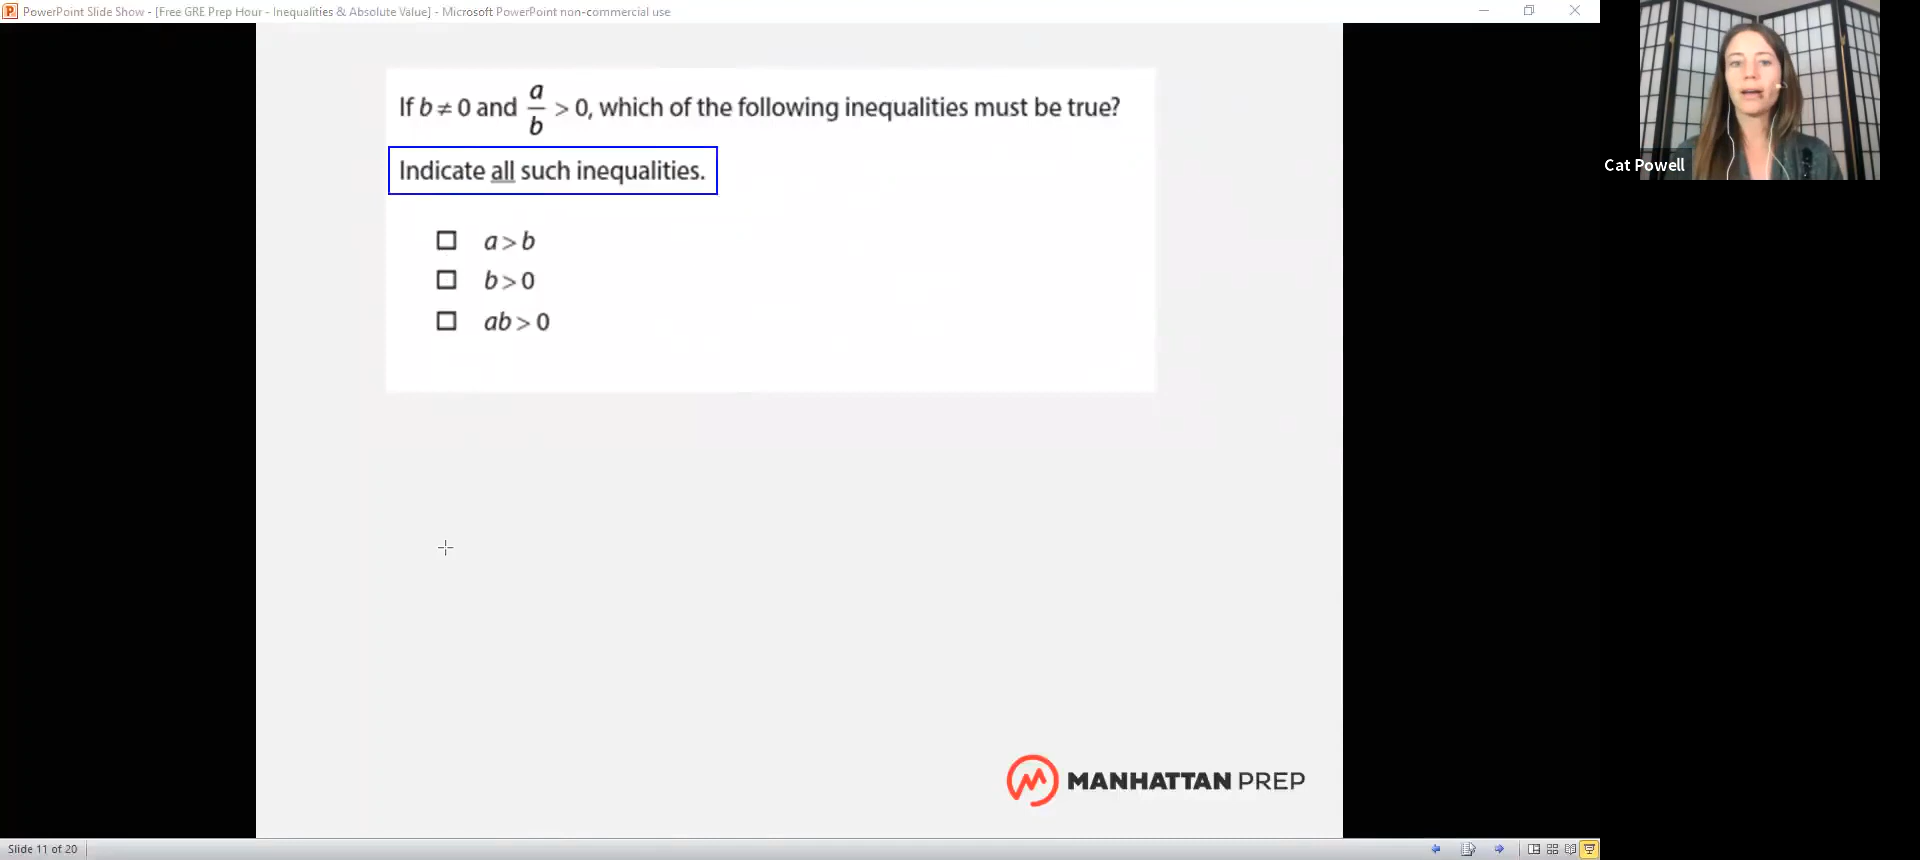 PowerPoint Slide Show - [Free GRE Prep Hour - Inequalities & Absolute Value] - Microsoft PowerPoint non-commercial use
If b ≠ 0 and a/b > 0, which of the following inequalities must be true?
Indicate all such inequalities.
a > b
b > 0
ab > 0
Cat Powell
MANHATTAN PREP
Slide 11 of 20